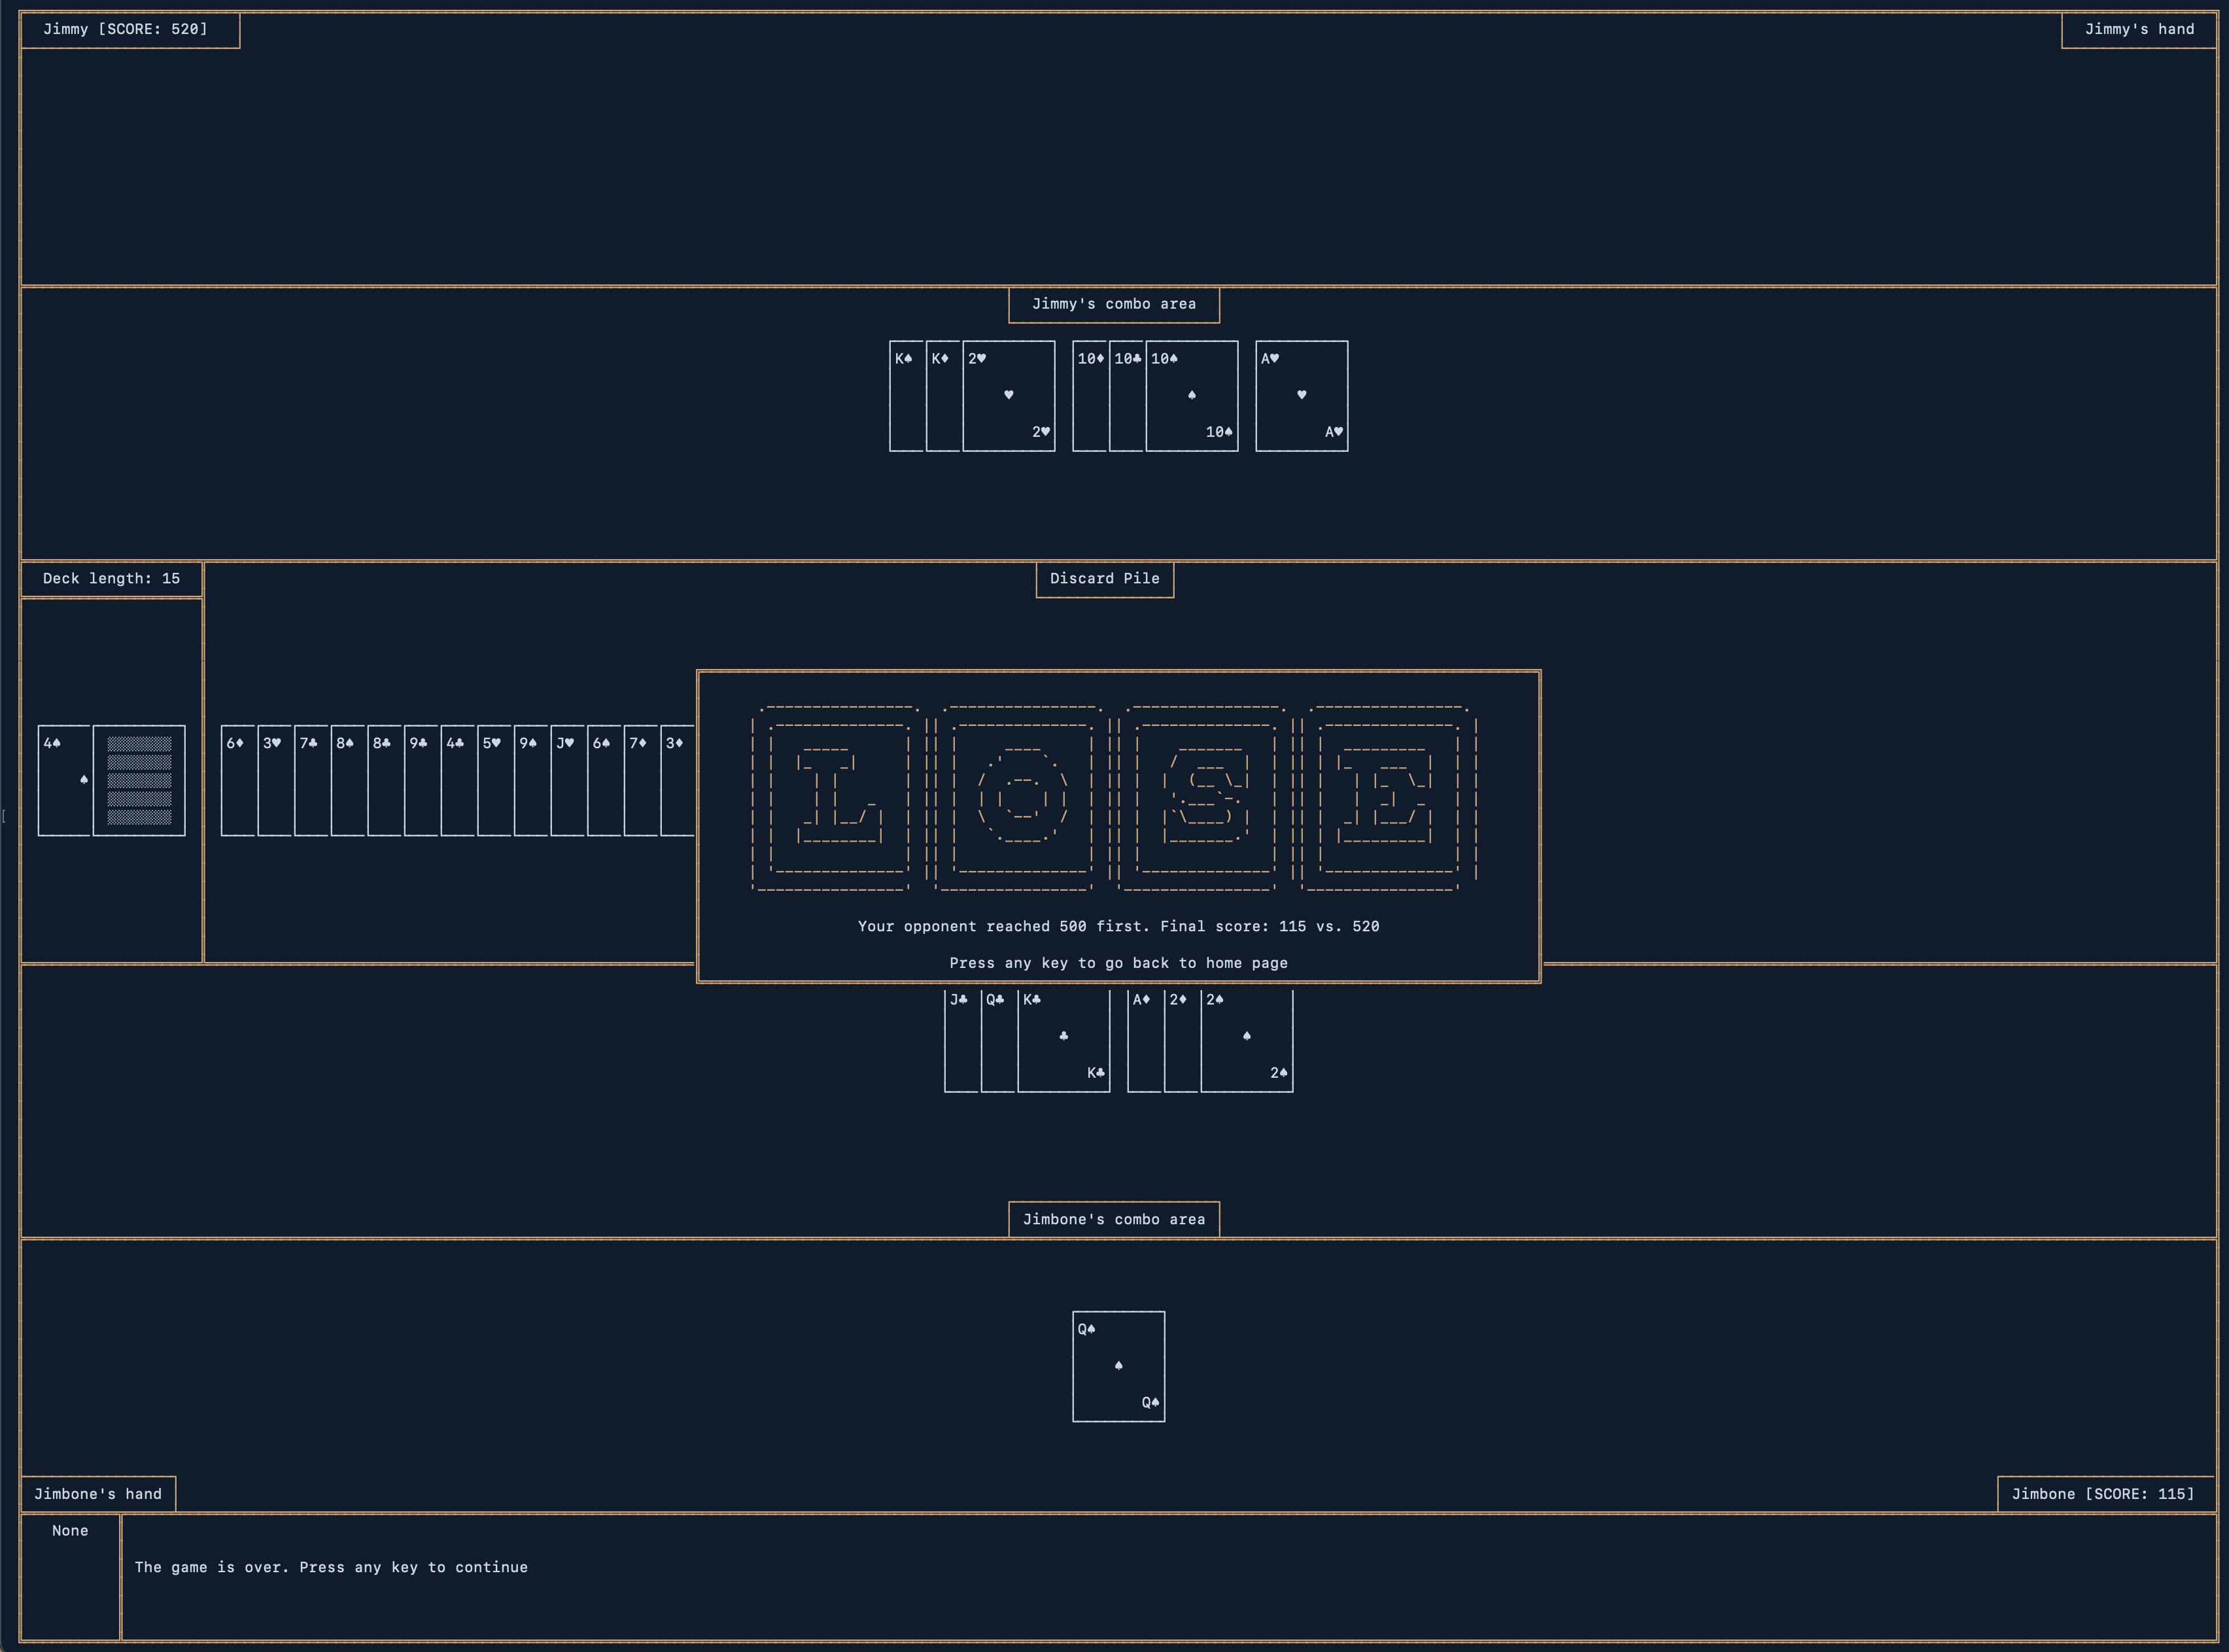 Jimmy [SCORE: 520]
Jimmy's hand
Jimmy's combo area
K♠ K♦ 2♥ 10♦ 10♣ 10♠ A♥
♥ ♠ ♥
2♥ 10♠ A♥
Deck length: 15
Discard Pile
4♠ 6♦ 3♥ 7♣ 8♠ 8♣ 9♣ 4♣ 5♥ 9♠ J♥ 6♠ 7♦ 3♦
♠
LOSE
Your opponent reached 500 first. Final score: 115 vs. 520
Press any key to go back to home page
J♣ Q♣ K♣ A♦ 2♦ 2♠
♣ ♠
K♣ 2♠
Jimbone's combo area
Q♠
♠
Q♠
Jimbone's hand
Jimbone [SCORE: 115]
None
The game is over. Press any key to continue